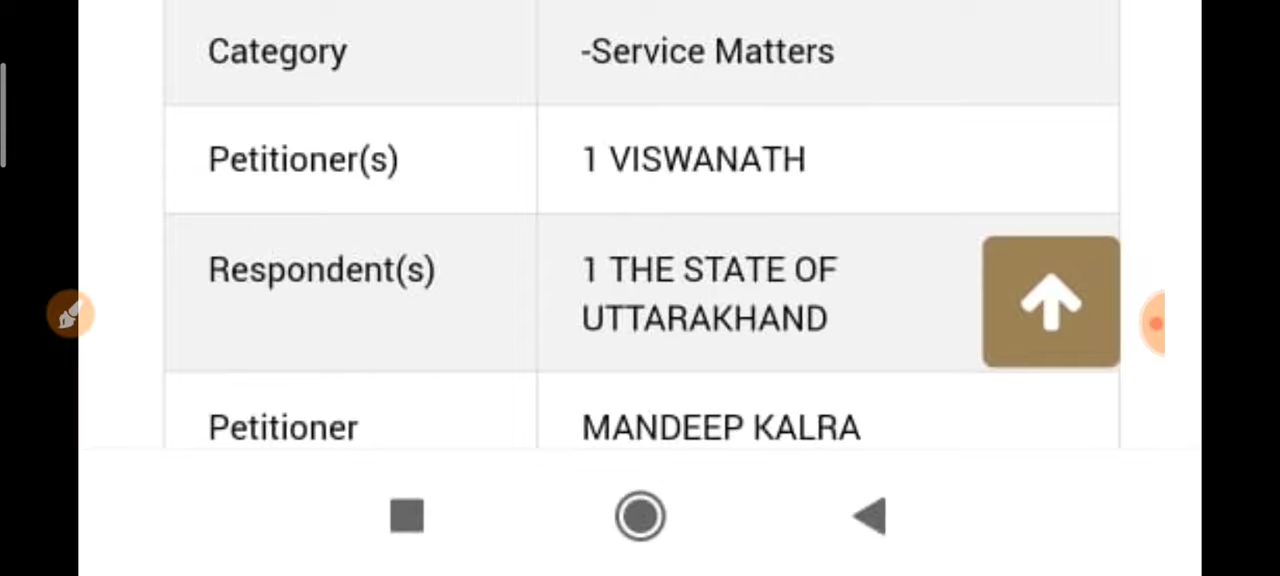 Category
-Service Matters
Petitioner(s)
1 VISWANATH
Respondent(s)
1 THE STATE OF
UTTARAKHAND
Petitioner
MANDEEP KALRA